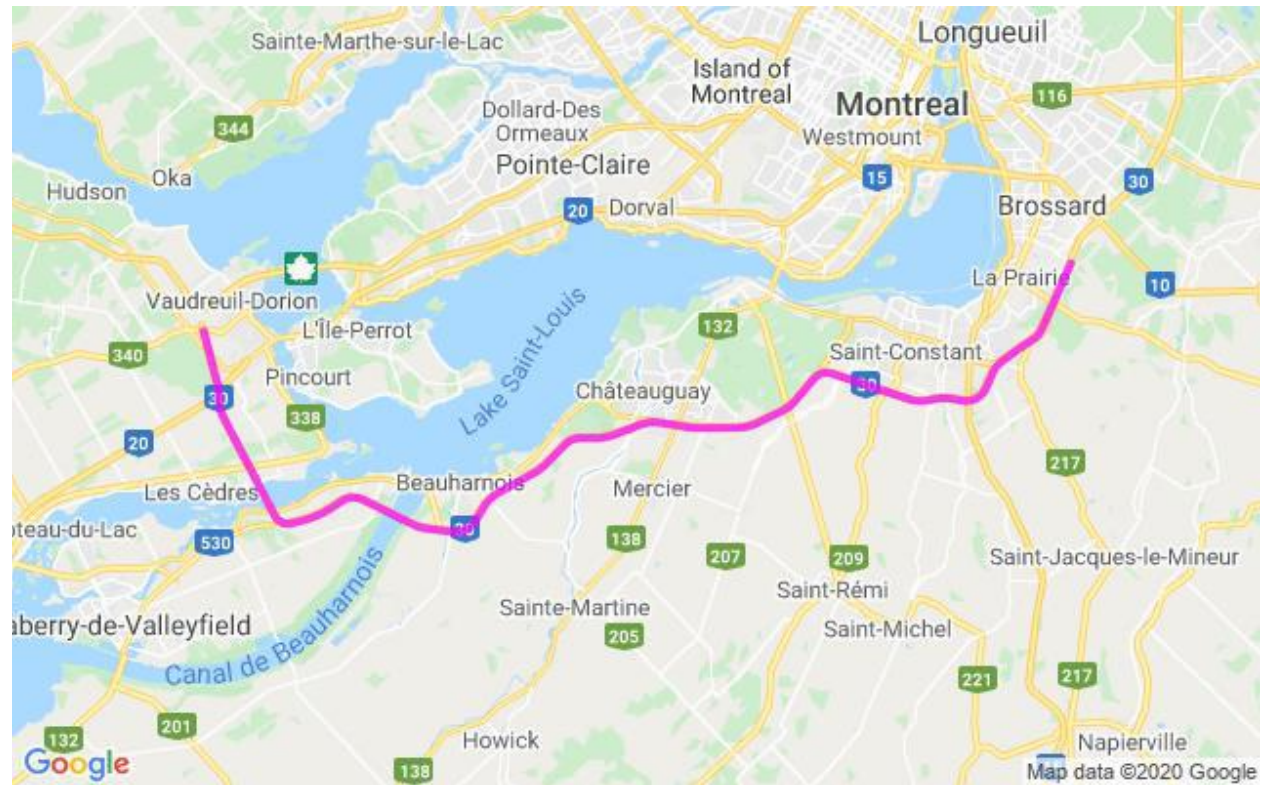 Longueuil
Sainte-Marthe-sur-le-Lac
Island of
Montreal
116
Dollard-Des
Ormeaux
Montreal
344
Westmount
Pointe-Claire
Oka
15
30
Hudson
20
Dorval
Brossard
La Prairie
10
Vaudreuil-Dorion
L'Île-Perrot
132
340
Saint-Constant
Pincourt
Lake Saint-Louis
Châteauguay
30
30
338
20
217
Les Cèdres
Beauharnois
Mercier
oteau-du-Lac
530
30
138
207
209
Saint-Jacques-le-Mineur
Saint-Rémi
Sainte-Martine
aberry-de-Valleyfield
205
Saint-Michel
Canal de Beauharnois
221
217
201
132
Howick
Napierville
Google
138
Map data ©2020 Google